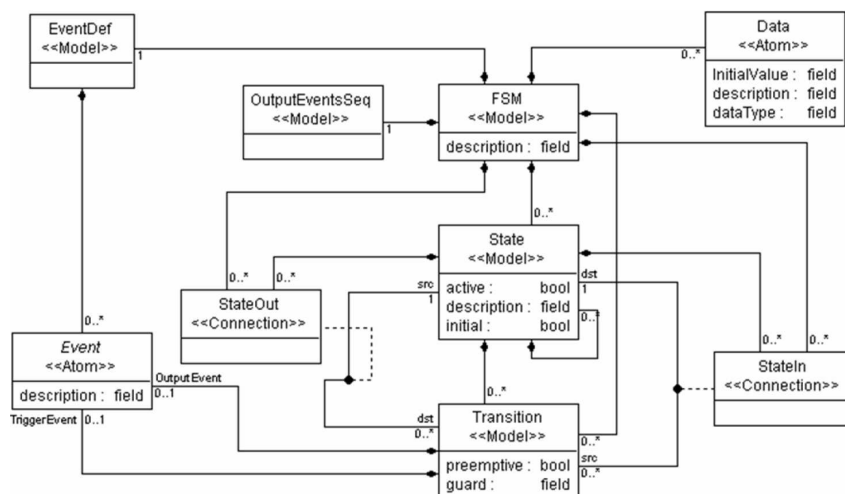 EventDef
<<Model>>
1
Data
<<Atom>>
0..*
InitialValue : field
description : field
dataType : field
OutputEventsSeq
<<Model>>
1
FSM
<<Model>>
description : field
0..*
0..*
0..*
State
<<Model>>
active : bool
description : field
initial : bool
src
1
dst
1
0..*
StateOut
<<Connection>>
0..*
0..*
0..*
Event
<<Atom>>
description : field
OutputEvent
0..1
TriggerEvent
0..1
0..*
0..*
StateIn
<<Connection>>
0..*
dst
0..*
Transition
<<Model>>
preemptive : bool
guard : field
0..*
src
0..*